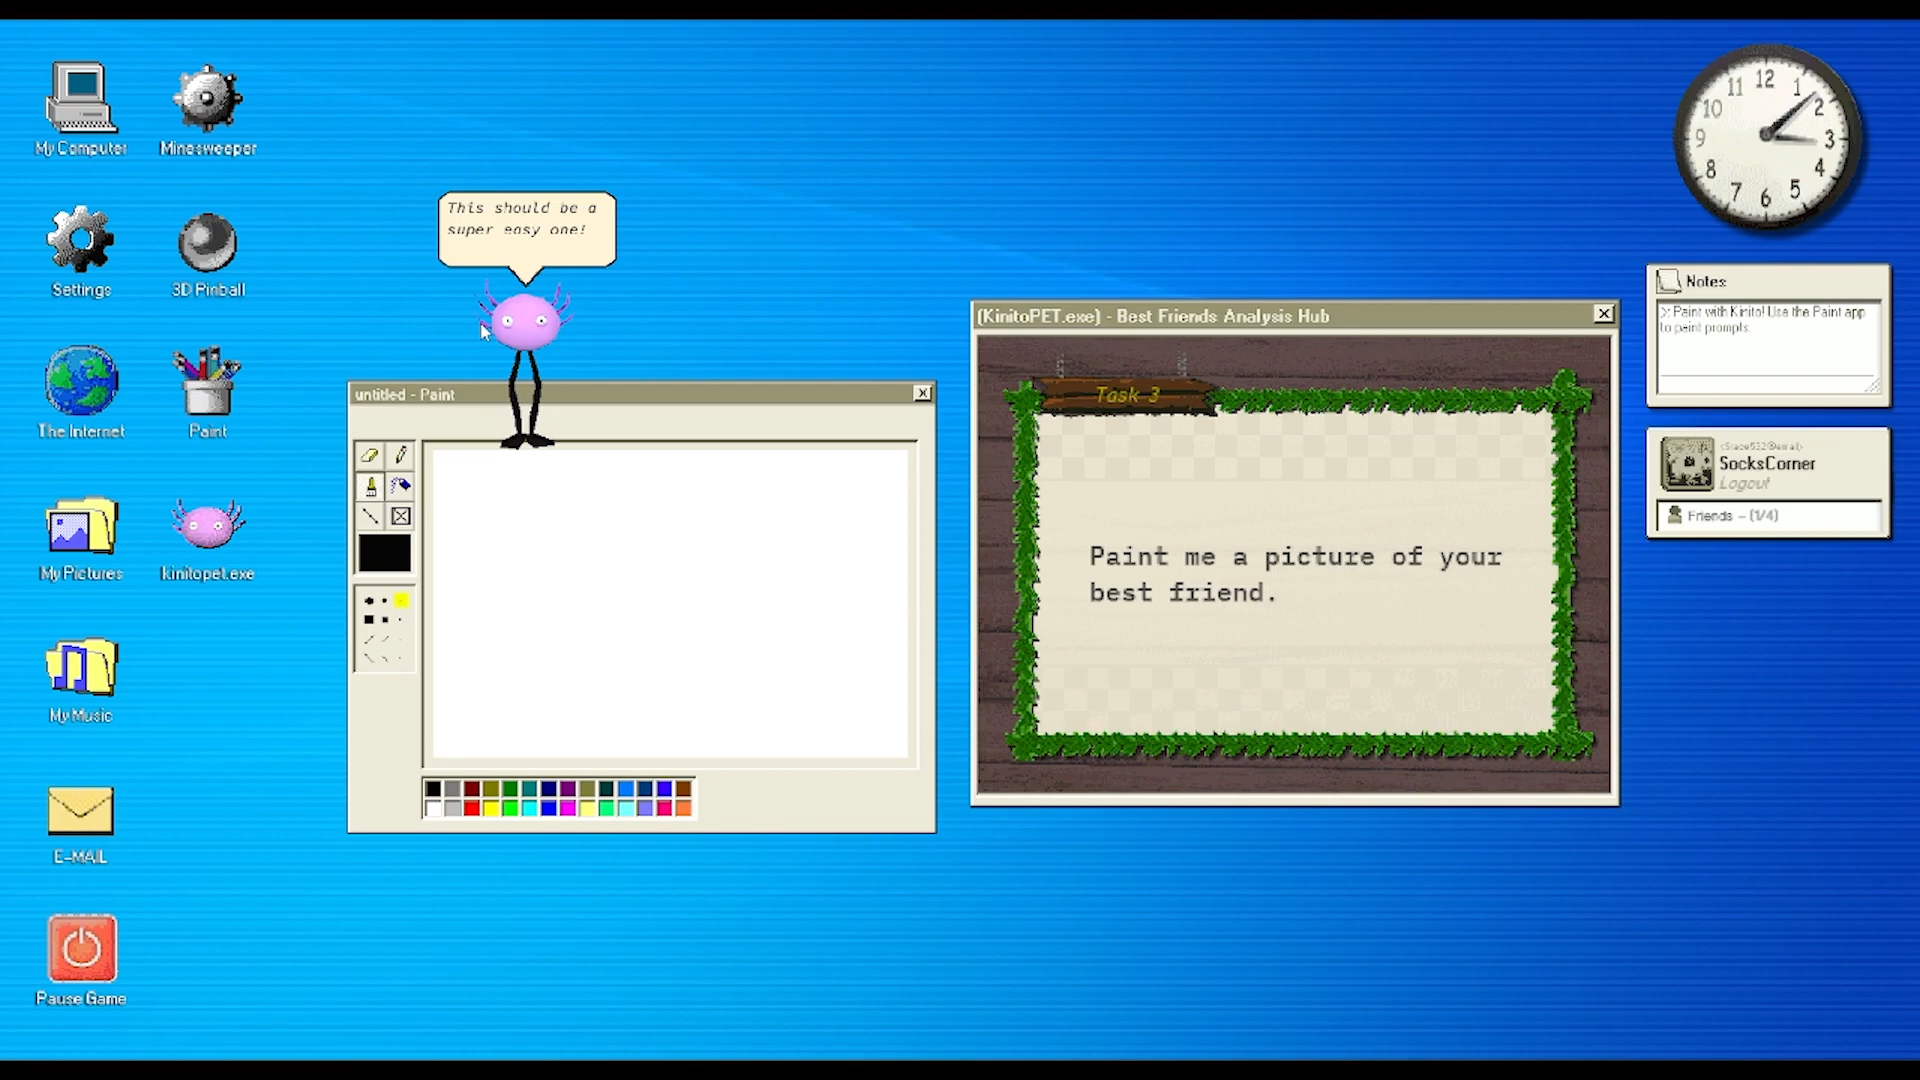 My Computer
Minesweeper
Settings
3D Pinball
The Internet
Paint
My Pictures
kinitopet.exe
My Music
E-MAIL
Pause Game
This should be a
super easy one!
untitled - Paint
(KinitoPET.exe) - Best Friends Analysis Hub
Task 3
Paint me a picture of your
best friend.
12
1
2
3
4
5
6
7
8
9
10
11
Notes
>: Paint with Kinito! Use the Paint app
to paint prompts.
SocksCorner
Logout
Friends - (1/4)